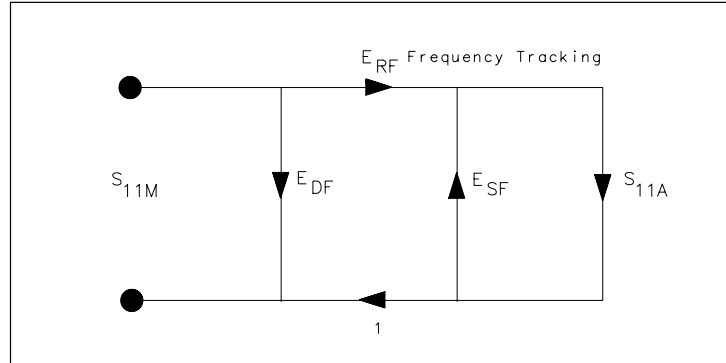 E_RF Frequency Tracking
S_11M
E_DF
E_SF
S_11A
1